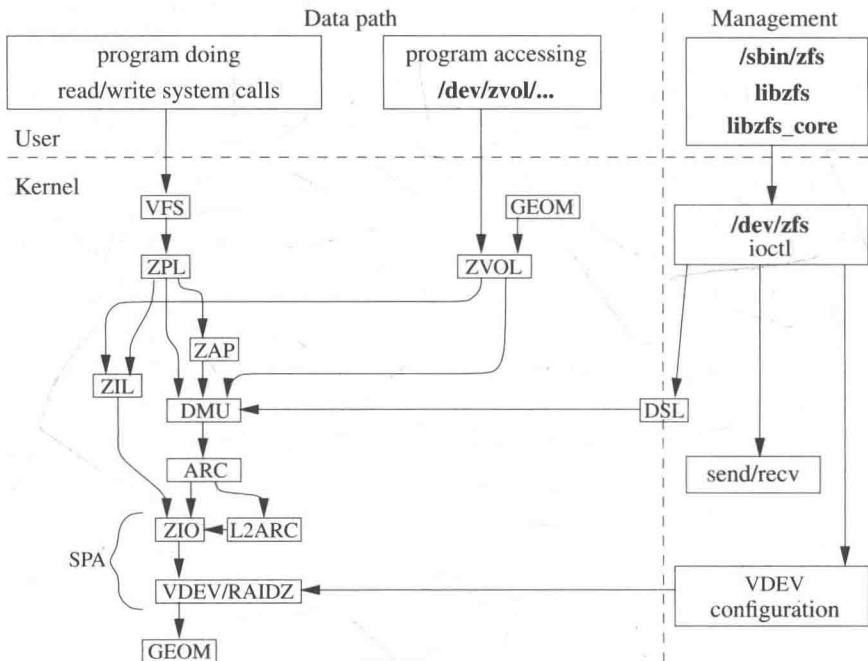 Data path
Management
program doing
read/write system calls
program accessing
/dev/zvol/...
/sbin/zfs
libzfs
libzfs_core
User
Kernel
VFS
GEOM
/dev/zfs
ioctl
ZPL
ZVOL
ZAP
ZIL
DMU
DSL
ARC
send/recv
ZIO
L2ARC
SPA
VDEV/RAIDZ
VDEV
configuration
GEOM